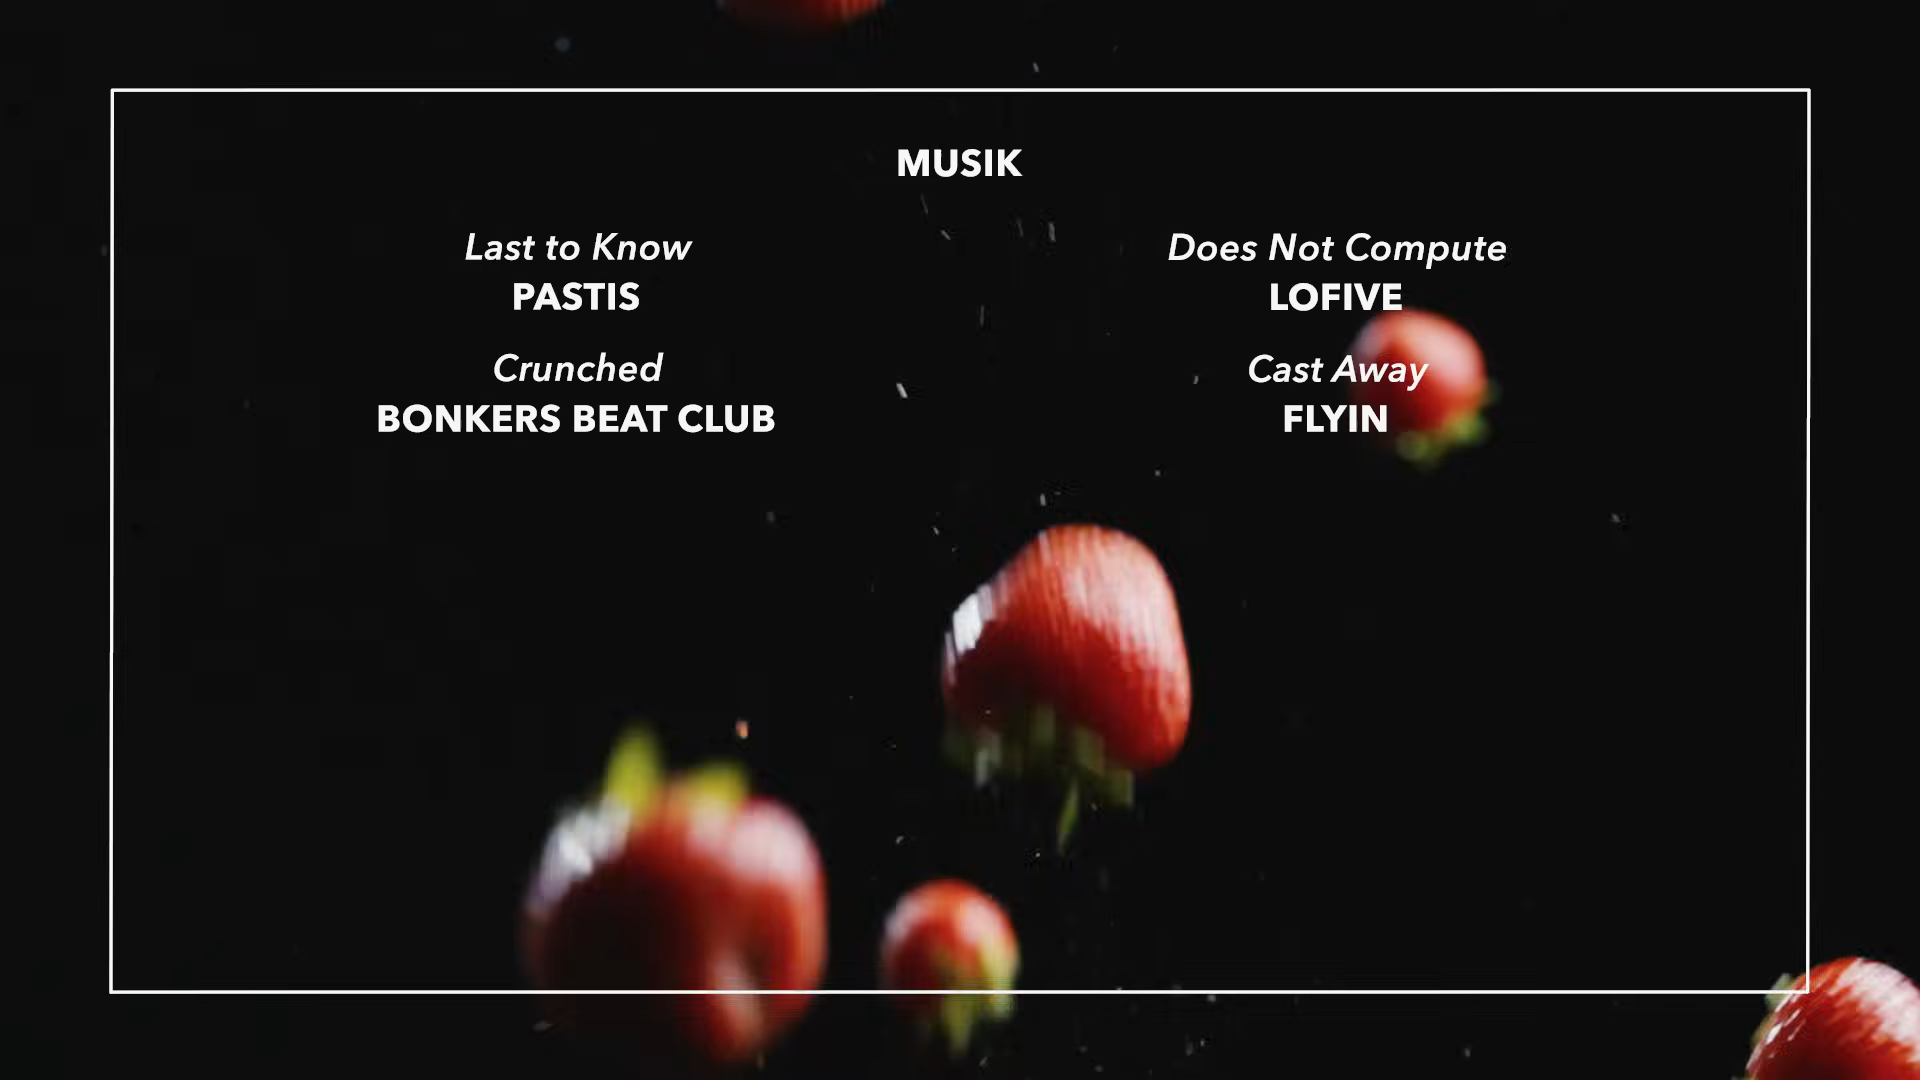 MUSIK
Last to Know
PASTIS
Crunched
BONKERS BEAT CLUB
Does Not Compute
LOFIVE
Cast Away
FLYIN